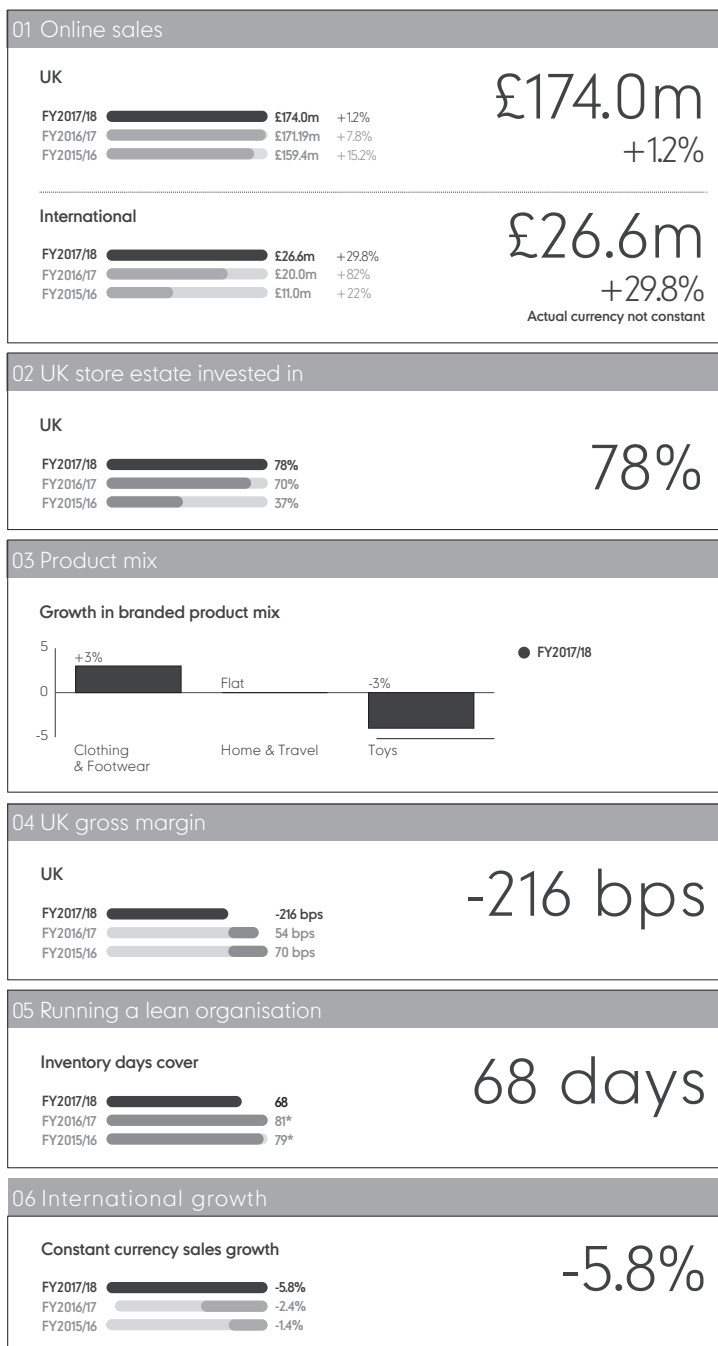 01 Online sales
UK
FY2017/18 £174.0m +1.2%
FY2016/17 £171.19m +7.8%
FY2015/16 £159.4m +15.2%
£174.0m
+1.2%
International
FY2017/18 £26.6m +29.8%
FY2016/17 £20.0m +82%
FY2015/16 £11.0m +22%
£26.6m
+29.8%
Actual currency not constant
02 UK store estate invested in
UK
FY2017/18 78%
FY2016/17 70%
FY2015/16 37%
78%
03 Product mix
Growth in branded product mix
5
0
-5
+3%
Flat
-3%
Clothing
& Footwear
Home & Travel
Toys
FY2017/18
04 UK gross margin
UK
FY2017/18 -216 bps
FY2016/17 54 bps
FY2015/16 70 bps
-216 bps
05 Running a lean organisation
Inventory days cover
FY2017/18 68
FY2016/17 81*
FY2015/16 79*
68 days
06 International growth
Constant currency sales growth
FY2017/18 -5.8%
FY2016/17 -2.4%
FY2015/16 -1.4%
-5.8%